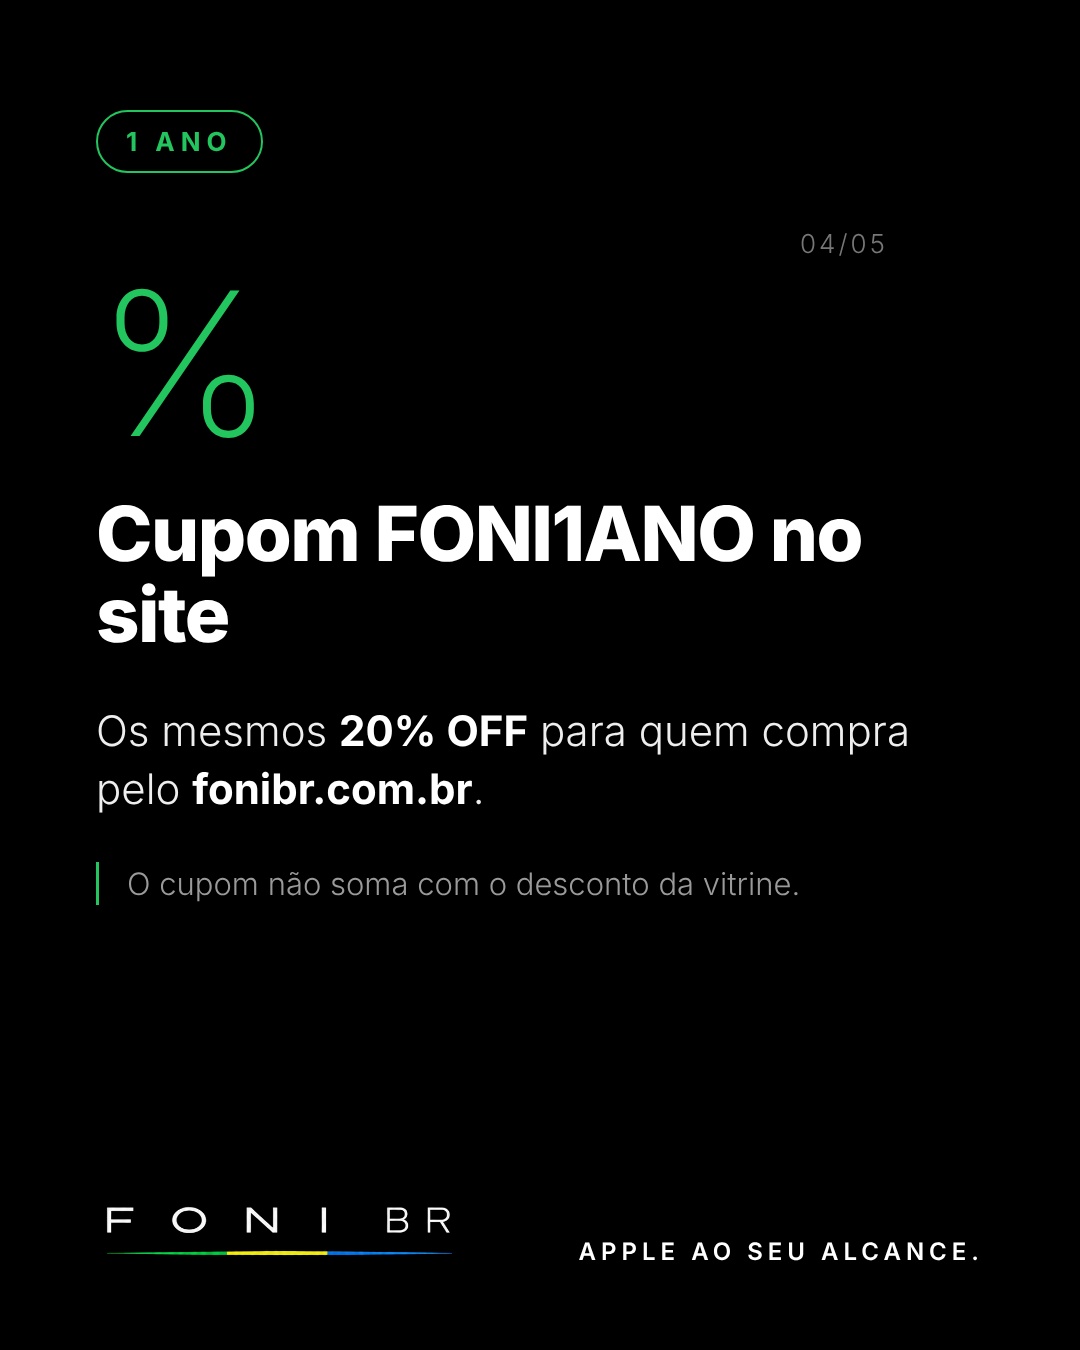 1 ANO
04/05
%
Cupom FONI1ANO no
site
Os mesmos 20% OFF para quem compra
pelo fonibr.com.br.
O cupom não soma com o desconto da vitrine.
FONI BR
APPLE AO SEU ALCANCE.